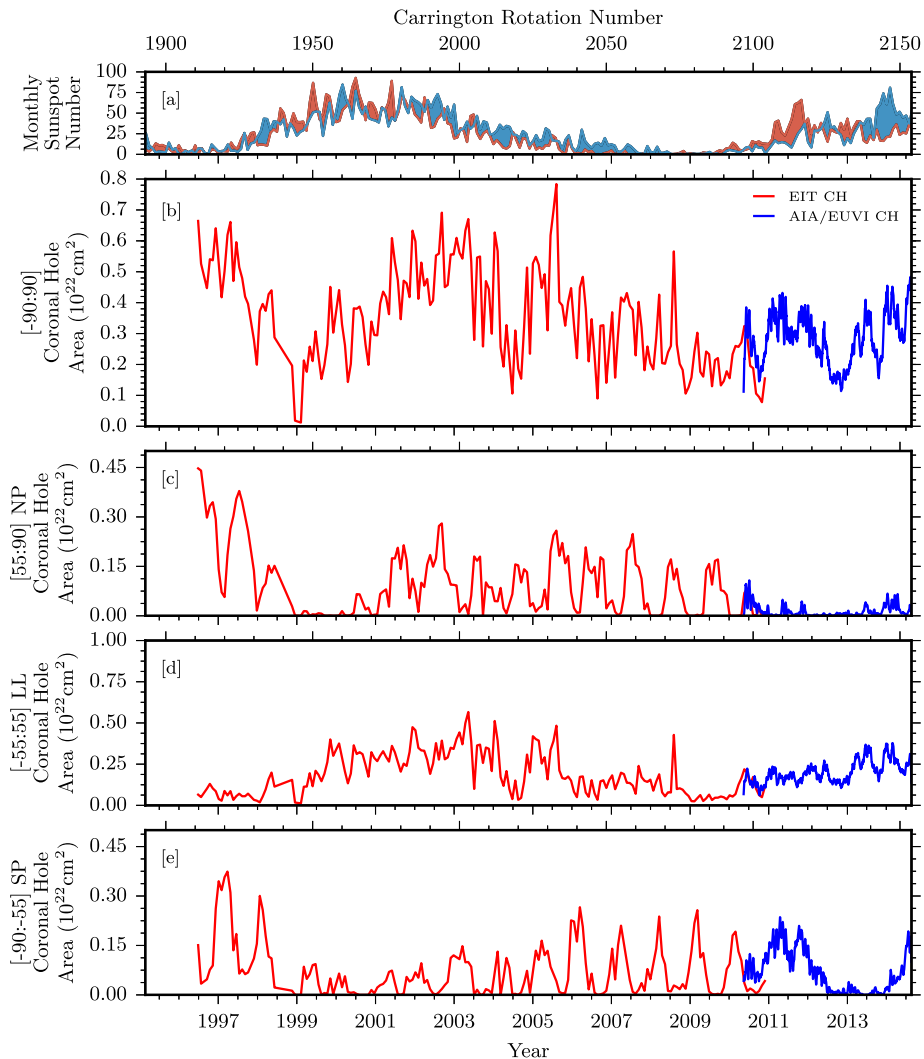 Carrington Rotation Number
1900 1950 2000 2050 2100 2150
Monthly
Sunspot
Number
100
75
50
25
0
[a]
[-90:90]
Coronal Hole
Area (10²²cm²)
0.8
0.7
0.6
0.5
0.4
0.3
0.2
0.1
0.0
[b]
EIT CH
AIA/EUVI CH
[55:90] NP
Coronal Hole
Area (10²²cm²)
0.45
0.30
0.15
0.00
[c]
[-55:55] LL
Coronal Hole
Area (10²²cm²)
1.00
0.75
0.50
0.25
0.00
[d]
[-90:-55] SP
Coronal Hole
Area (10²²cm²)
0.45
0.30
0.15
0.00
[e]
1997 1999 2001 2003 2005 2007 2009 2011 2013
Year